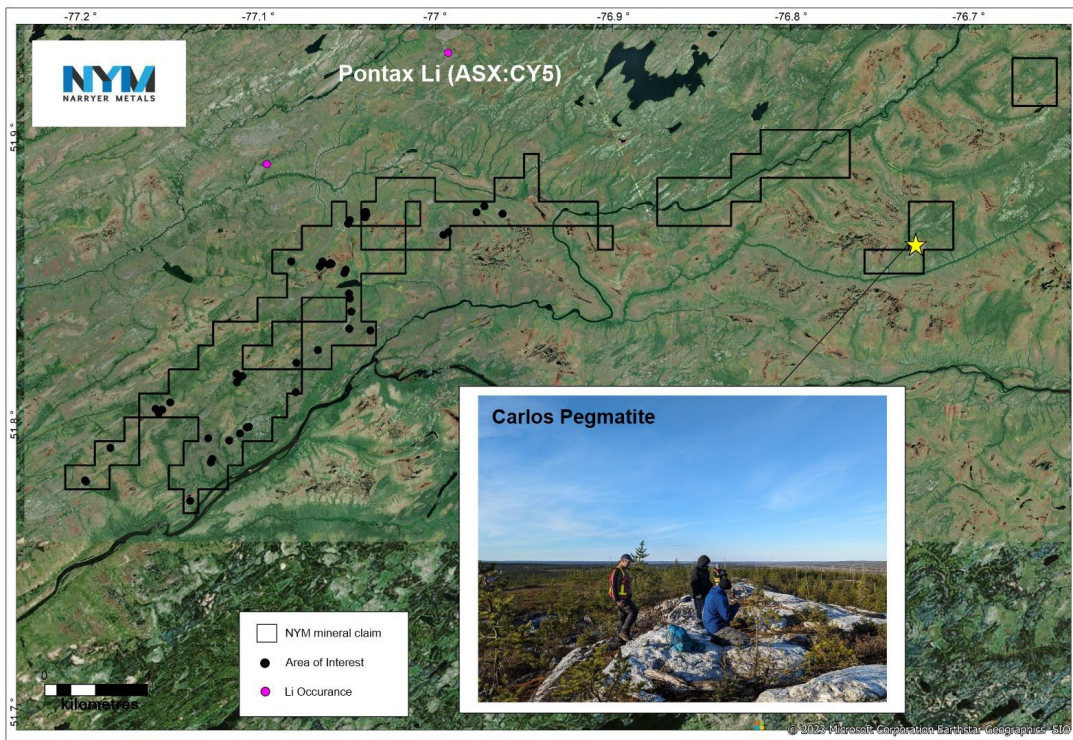 -77.2 °
-77.1 °
-77 °
-76.9 °
-76.8 °
-76.7 °
NYM
NARRYER METALS
Pontax Li (ASX:CY5)
51.9 °
51.8 °
51.7 °
Carlos Pegmatite
NYM mineral claim
Area of Interest
Li Occurance
0
kilometres
© 2023 Microsoft Corporation Earthstar Geographics SIO